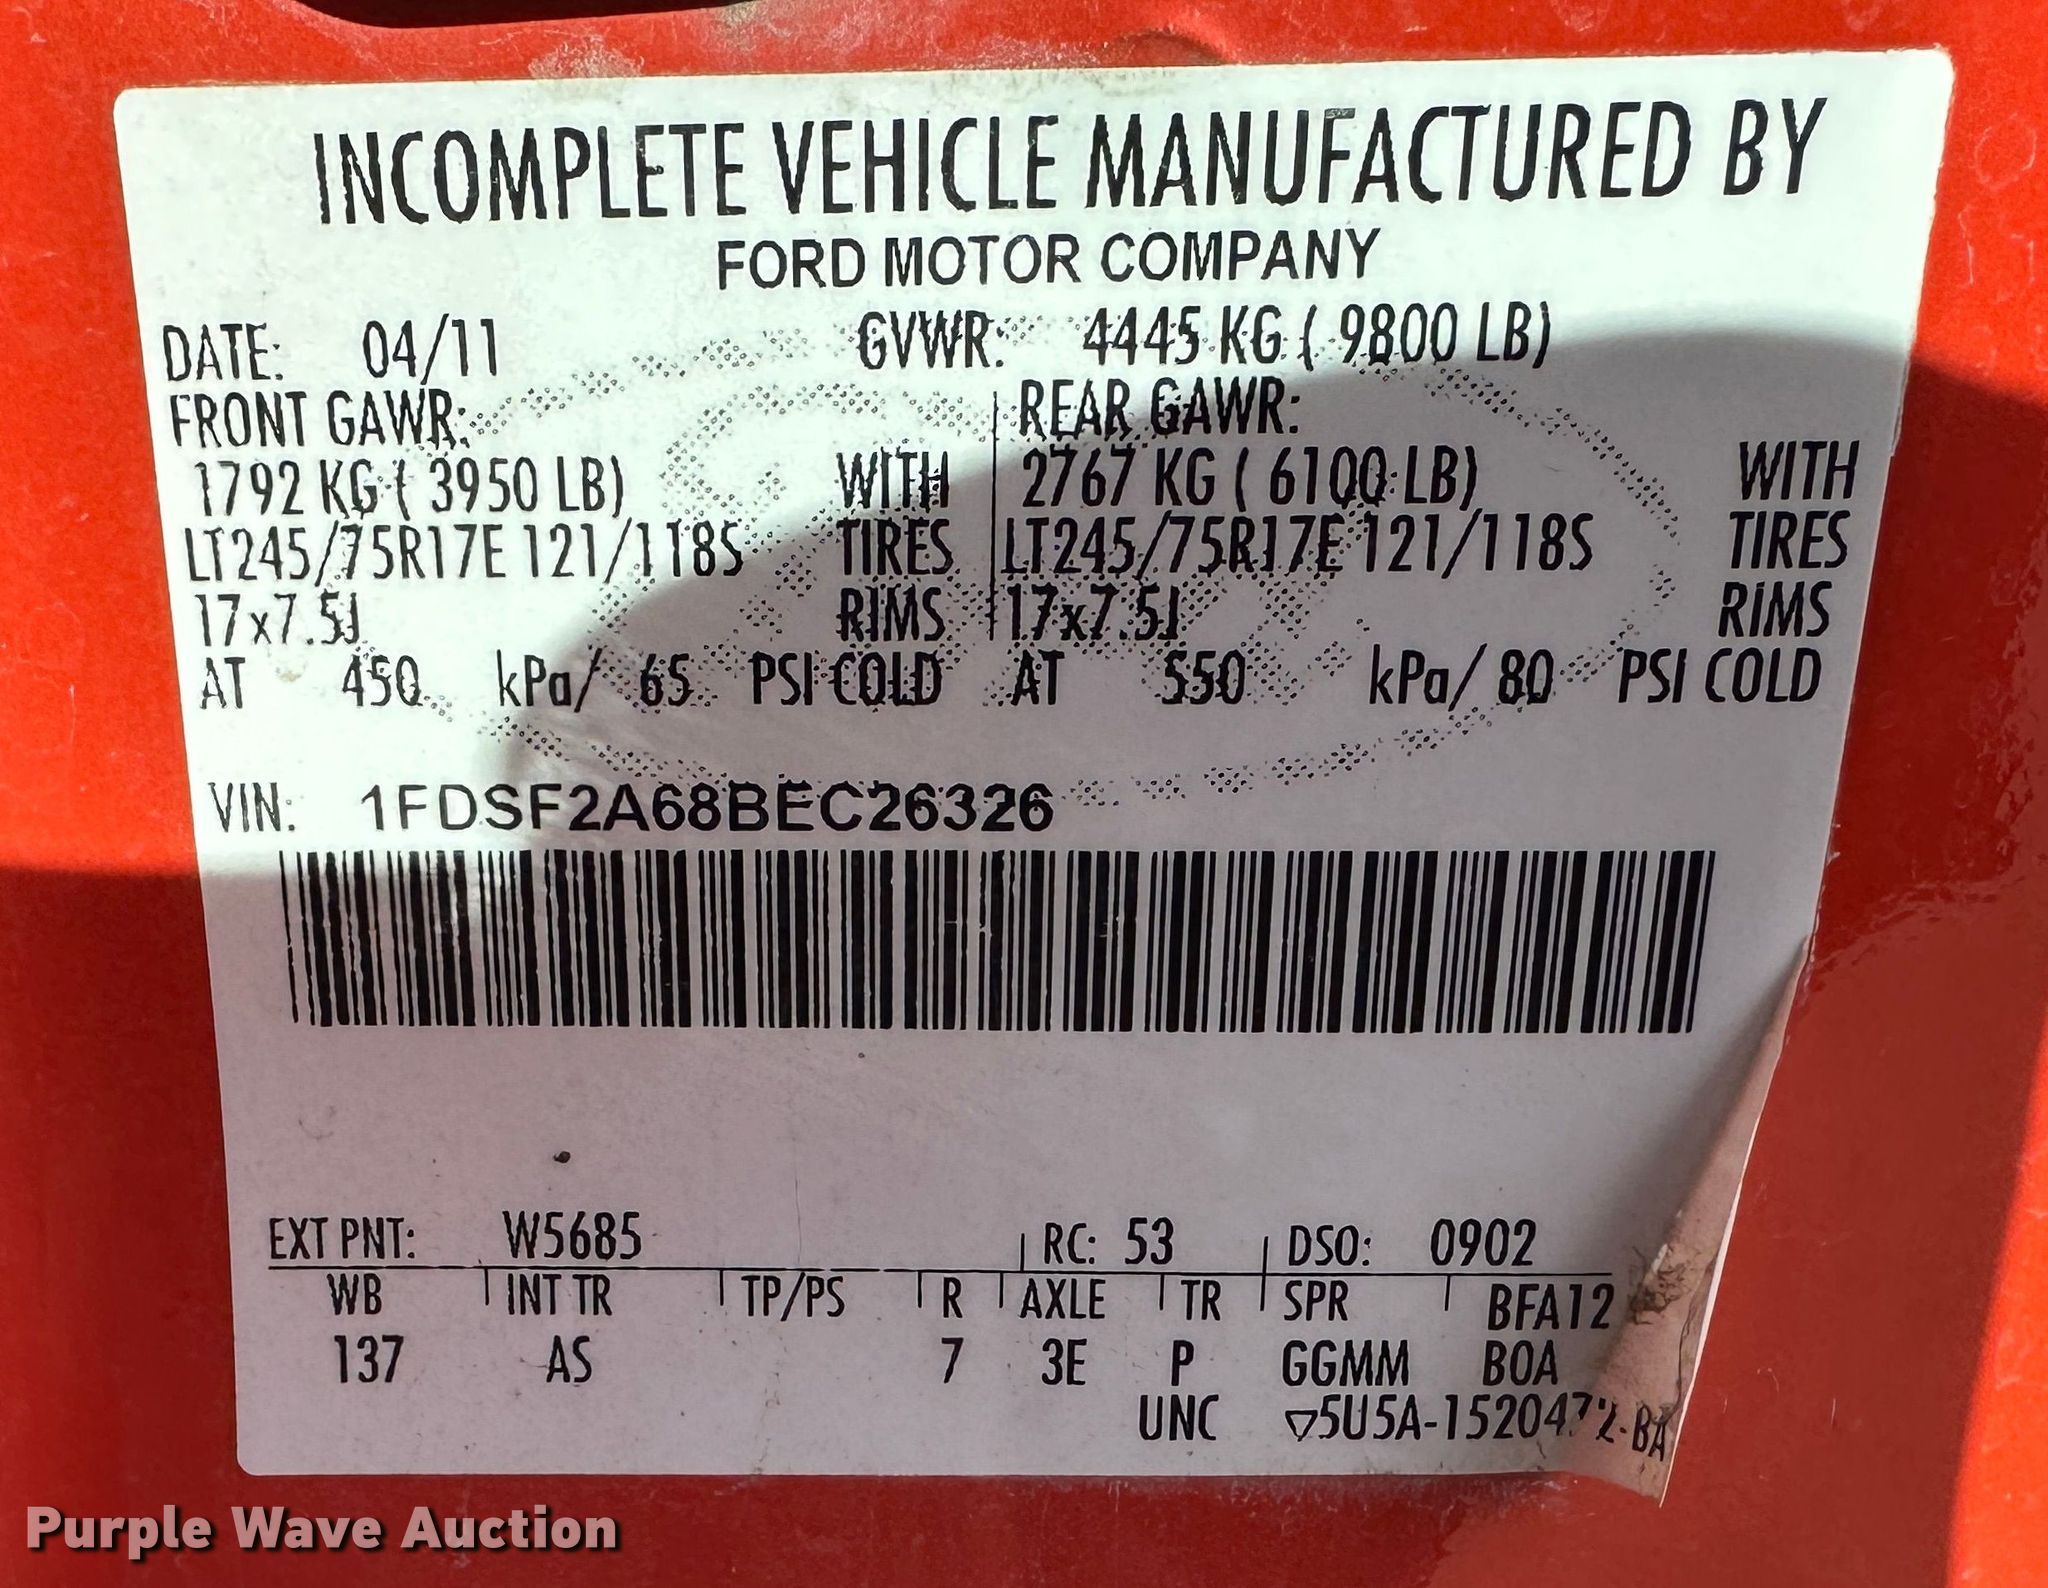 INCOMPLETE VEHICLE MANUFACTURED BY
FORD MOTOR COMPANY
DATE: 04/11 GVWR: 4445 KG ( 9800 LB)
FRONT GAWR: REAR GAWR:
1792 KG ( 3950 LB) WITH 2767 KG ( 6100 LB) WITH
LT245/75R17E 121/118S TIRES LT245/75R17E 121/118S TIRES
17x7.5J RIMS 17x7.5J RIMS
AT 450 kPa/ 65 PSI COLD AT 550 kPa/ 80 PSI COLD
VIN: 1FDSF2A68BEC26326
EXT PNT: W5685 RC: 53 DSO: 0902
WB INT TR TP/PS R AXLE TR SPR BFA12
137 AS 7 3E P GGMM BOA
UNC ▽5U5A-1520472-BA
Purple Wave Auction